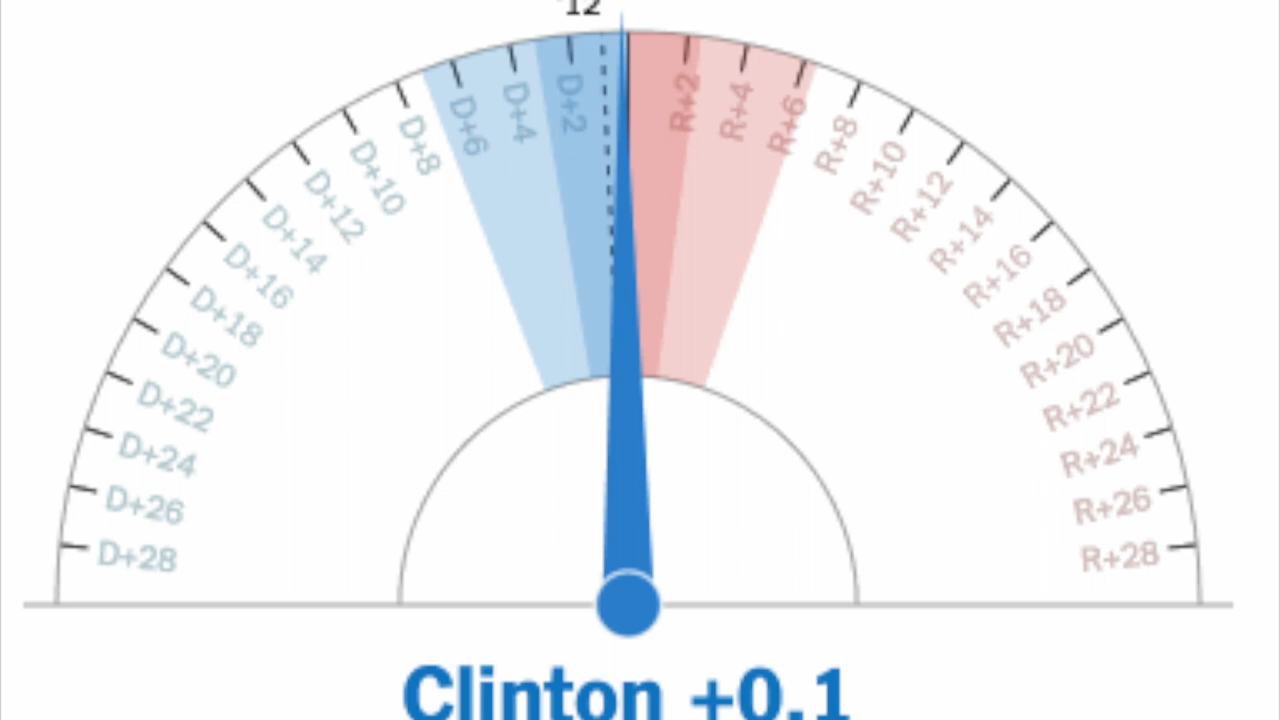 '12
D+2
D+4
D+6
D+8
D+10
D+12
D+14
D+16
D+18
D+20
D+22
D+24
D+26
D+28
R+2
R+4
R+6
R+8
R+10
R+12
R+14
R+16
R+18
R+20
R+22
R+24
R+26
R+28
Clinton +0.1